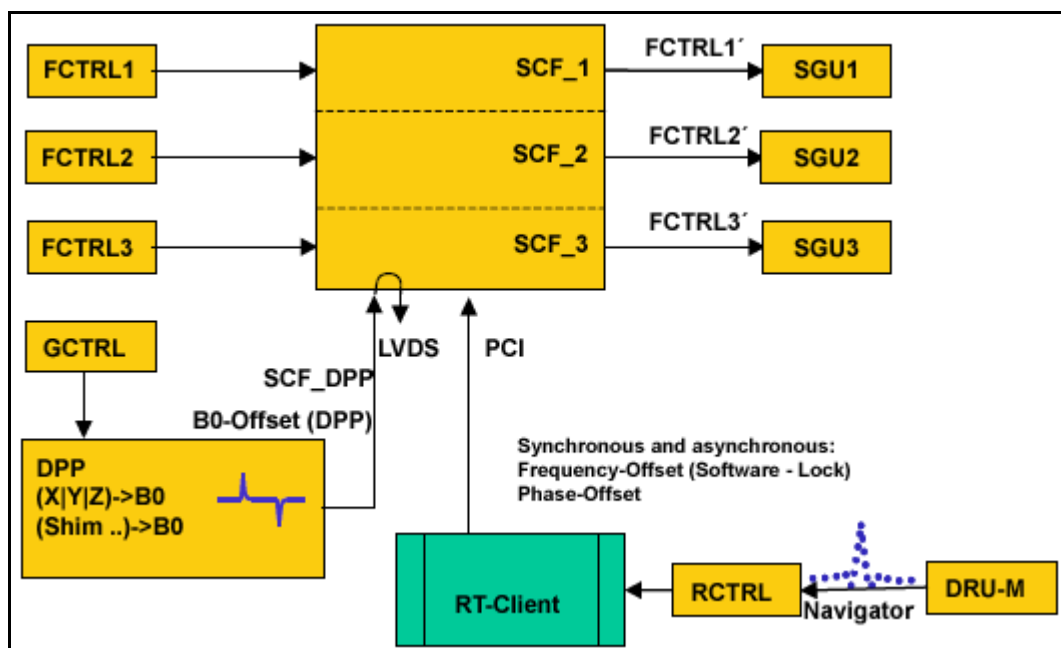 FCTRL1
SCF_1
FCTRL1´
SGU1
FCTRL2
SCF_2
FCTRL2´
SGU2
FCTRL3
SCF_3
FCTRL3´
SGU3
GCTRL
LVDS
PCI
SCF_DPP
B0-Offset (DPP)
DPP
(X|Y|Z)->B0
(Shim ..)->B0
Synchronous and asynchronous:
Frequency-Offset (Software - Lock)
Phase-Offset
RT-Client
RCTRL
Navigator
DRU-M